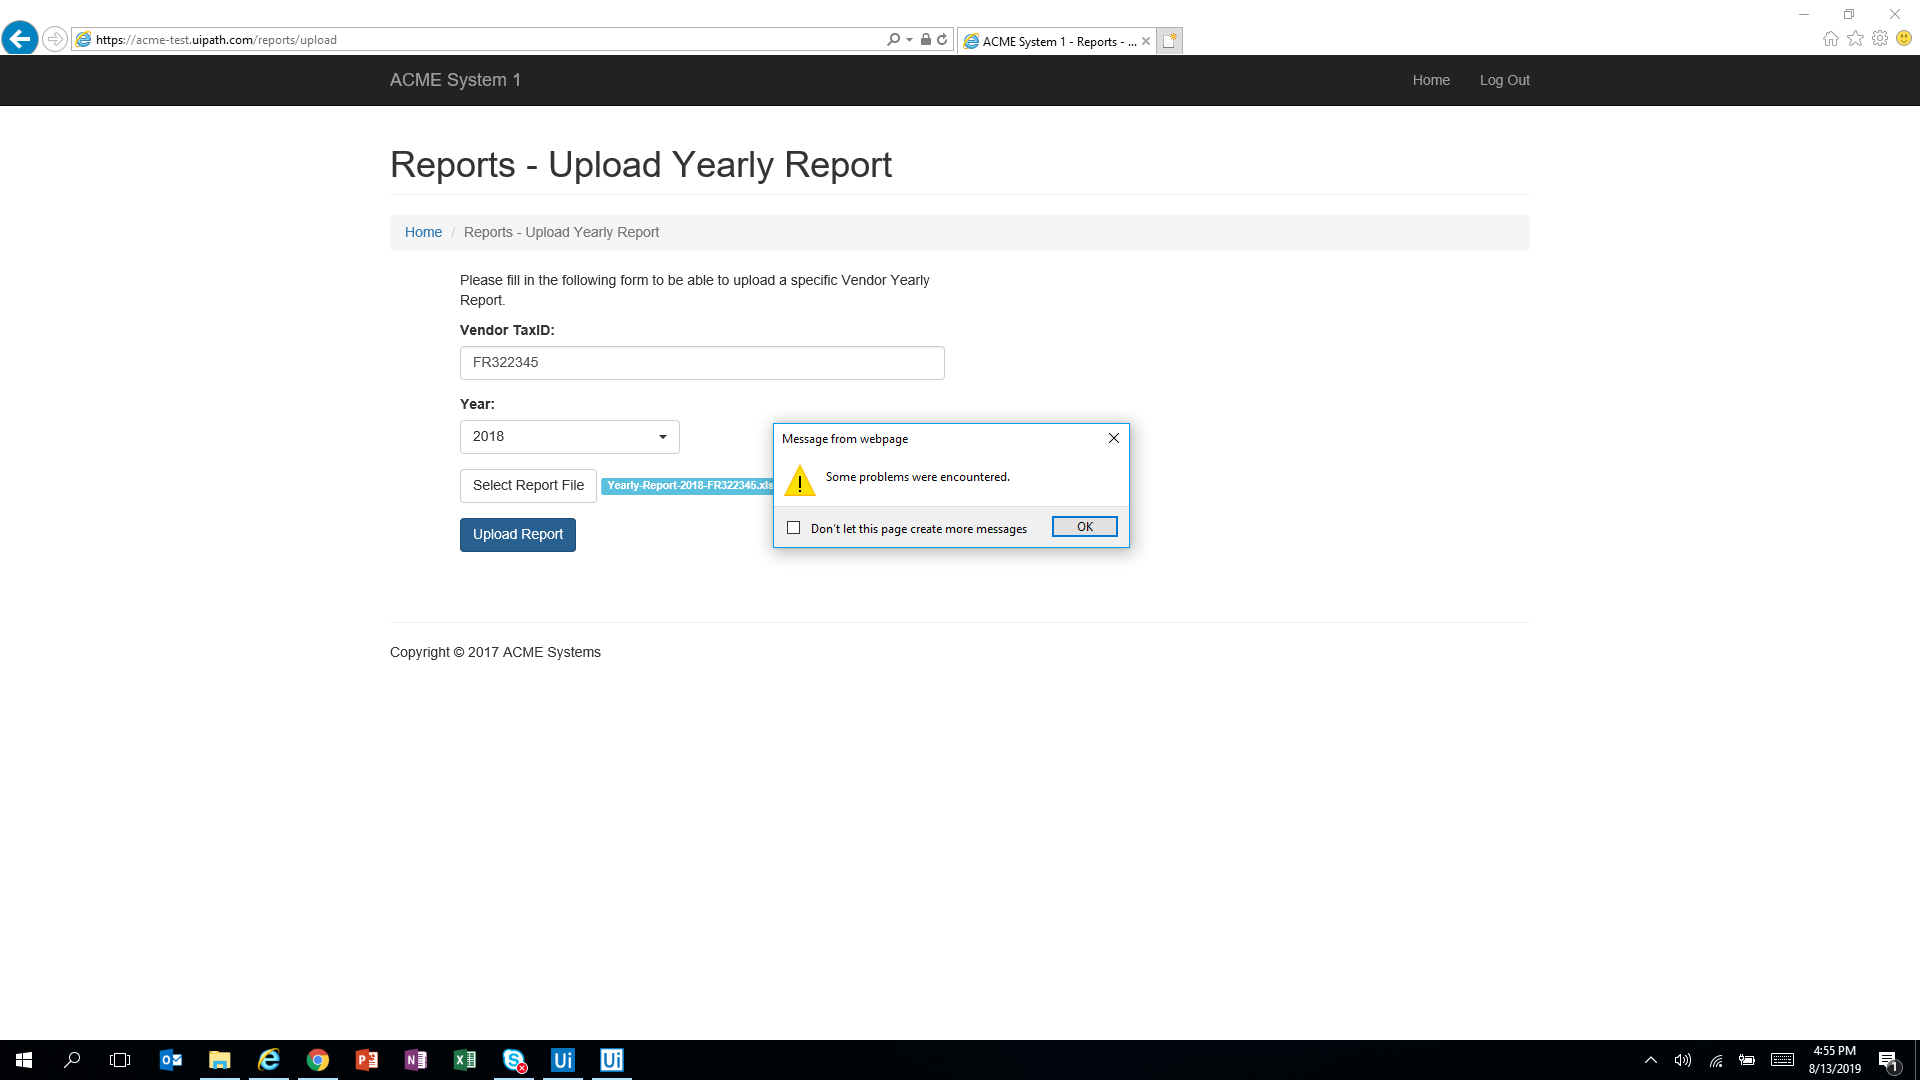 https://acme-test.uipath.com/reports/upload
ACME System 1 - Reports - ...
ACME System 1
Home
Log Out
Reports - Upload Yearly Report
Home / Reports - Upload Yearly Report
Please fill in the following form to be able to upload a specific Vendor Yearly
Report.
Vendor TaxID:
FR322345
Year:
2018
Select Report File
Yearly-Report-2018-FR322345.xls
Upload Report
Message from webpage
Some problems were encountered.
Don't let this page create more messages
OK
Copyright © 2017 ACME Systems
Ui
Ui
4:55 PM
8/13/2019
1